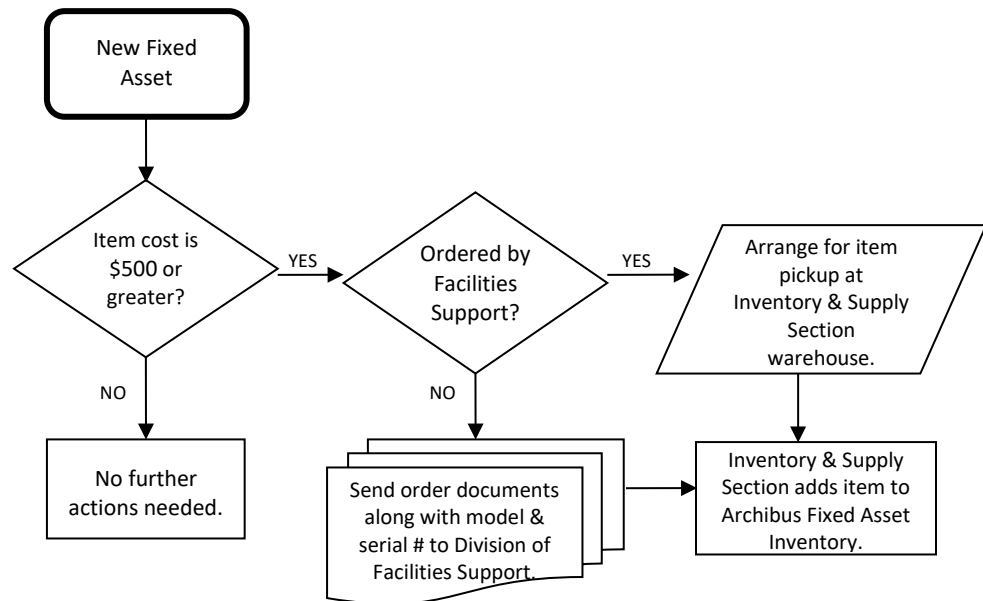 New Fixed
Asset
Item cost is
$500 or
greater?
YES
Ordered by
Facilities
Support?
YES
Arrange for item
pickup at
Inventory & Supply
Section
warehouse.
NO
NO
No further
actions needed.
Send order documents
along with model &
serial # to Division of
Facilities Support.
Inventory & Supply
Section adds item to
Archibus Fixed Asset
Inventory.